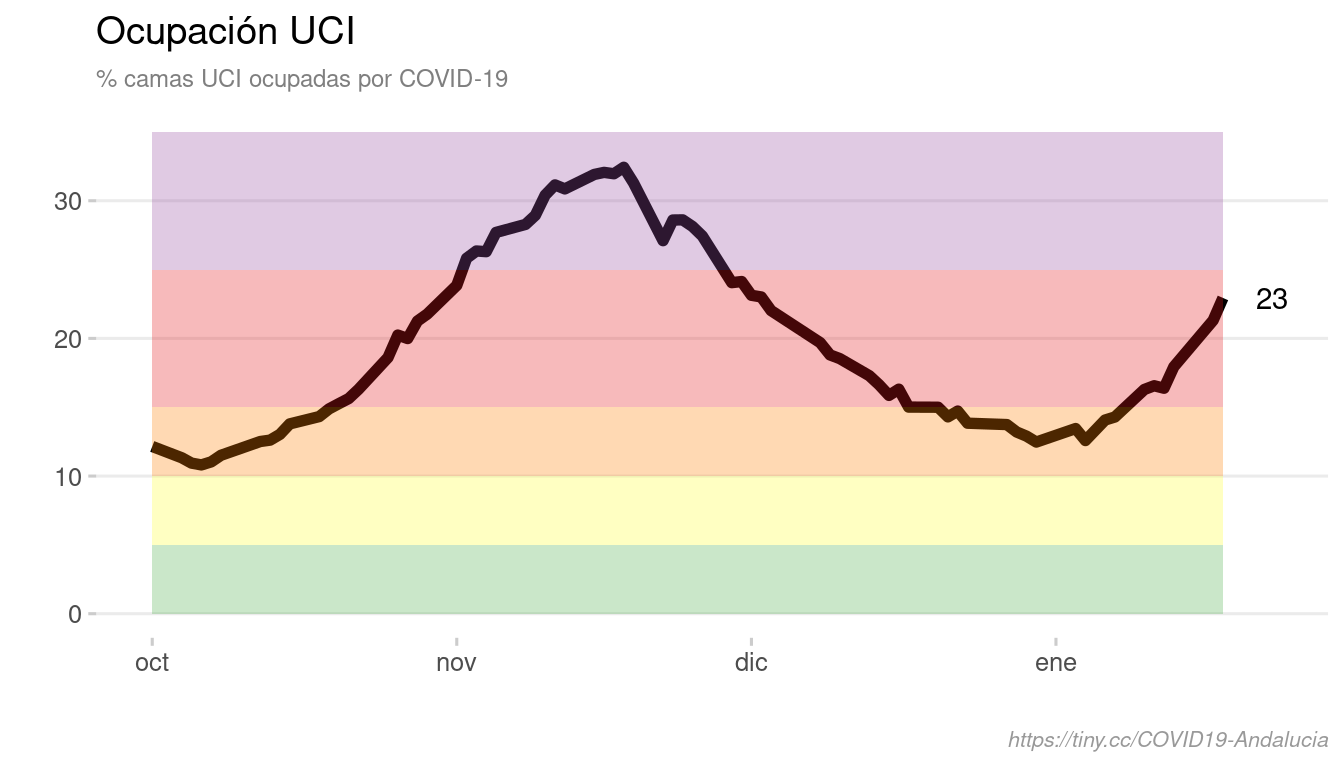 Ocupación UCI
% camas UCI ocupadas por COVID-19
30
20
10
0
23
oct nov dic ene
https://tiny.cc/COVID19-Andalucia